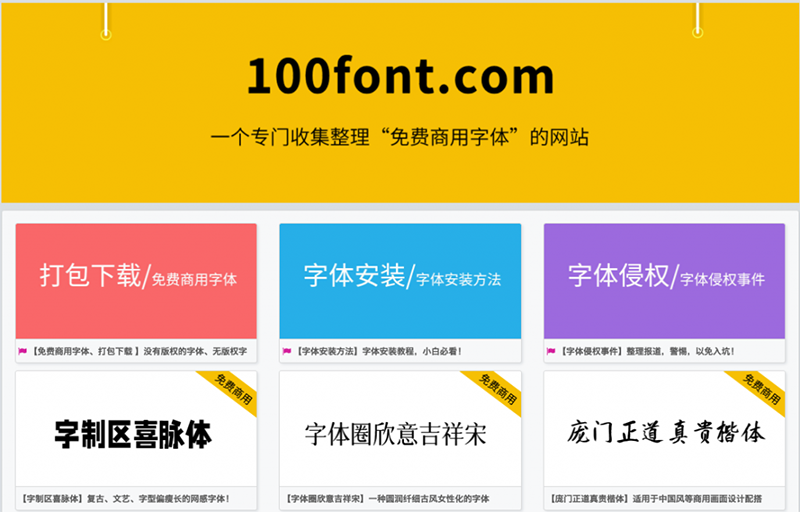 100font.com
一个专门收集整理“免费商用字体”的网站
打包下载/免费商用字体
字体安装/字体安装方法
字体侵权/字体侵权事件
【免费商用字体、打包下载 】没有版权的字体、无版权字
【字体安装方法】字体安装教程，小白必看！
【字体侵权事件】整理报道，警惕，以免入坑！
免费商用
免费商用
免费商用
字制区喜脉体
字体圈欣意吉祥宋
庞门正道真貴楷体
【字制区喜脉体】复古、文艺、字型偏瘦长的网感字体！
【字体圈欣意吉祥宋】一种圆润纤细古风女性化的字体
【庞门正道真贵楷体】适用于中国风等商用画面设计配搭